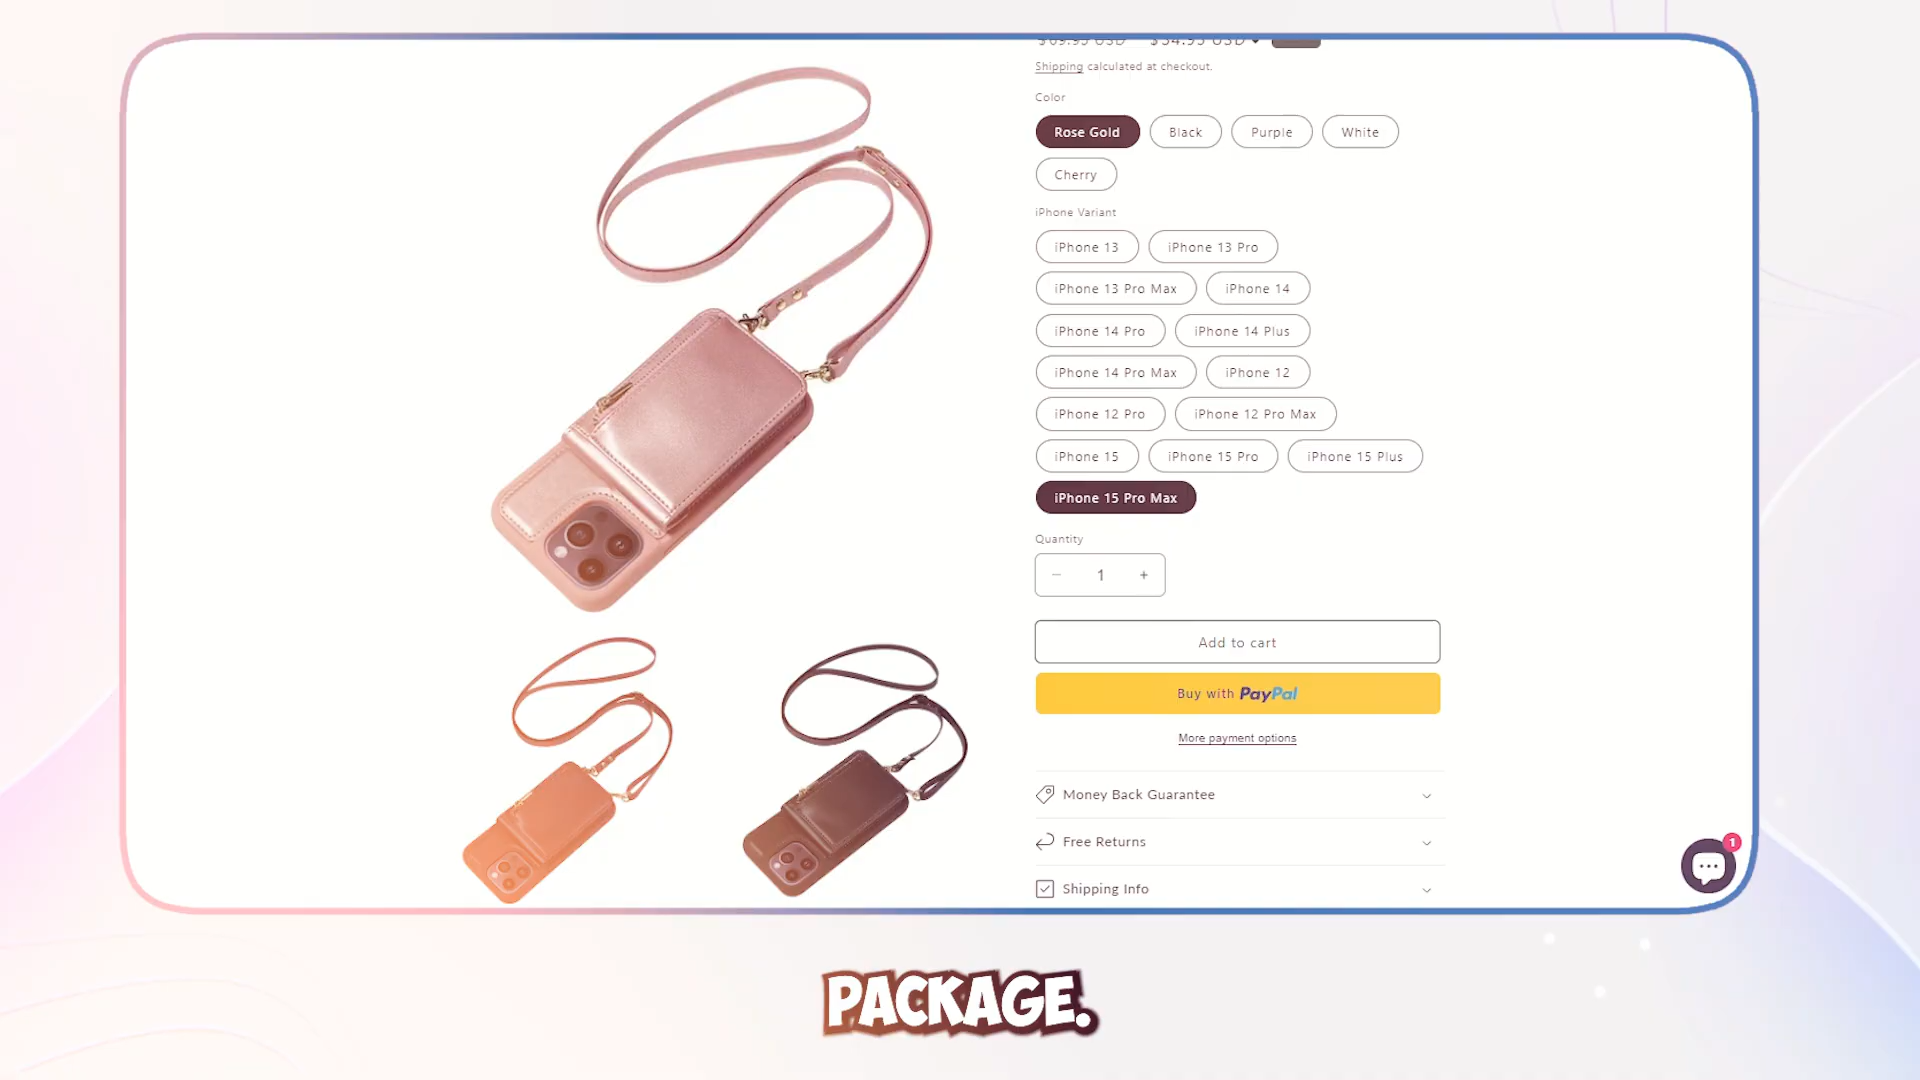 Shipping calculated at checkout.
Color
Rose Gold
Black
Purple
White
Cherry
iPhone Variant
iPhone 13
iPhone 13 Pro
iPhone 13 Pro Max
iPhone 14
iPhone 14 Pro
iPhone 14 Plus
iPhone 14 Pro Max
iPhone 12
iPhone 12 Pro
iPhone 12 Pro Max
iPhone 15
iPhone 15 Pro
iPhone 15 Plus
iPhone 15 Pro Max
Quantity
− 1 +
Add to cart
Buy with PayPal
More payment options
Money Back Guarantee
Free Returns
Shipping Info
1
PACKAGE.